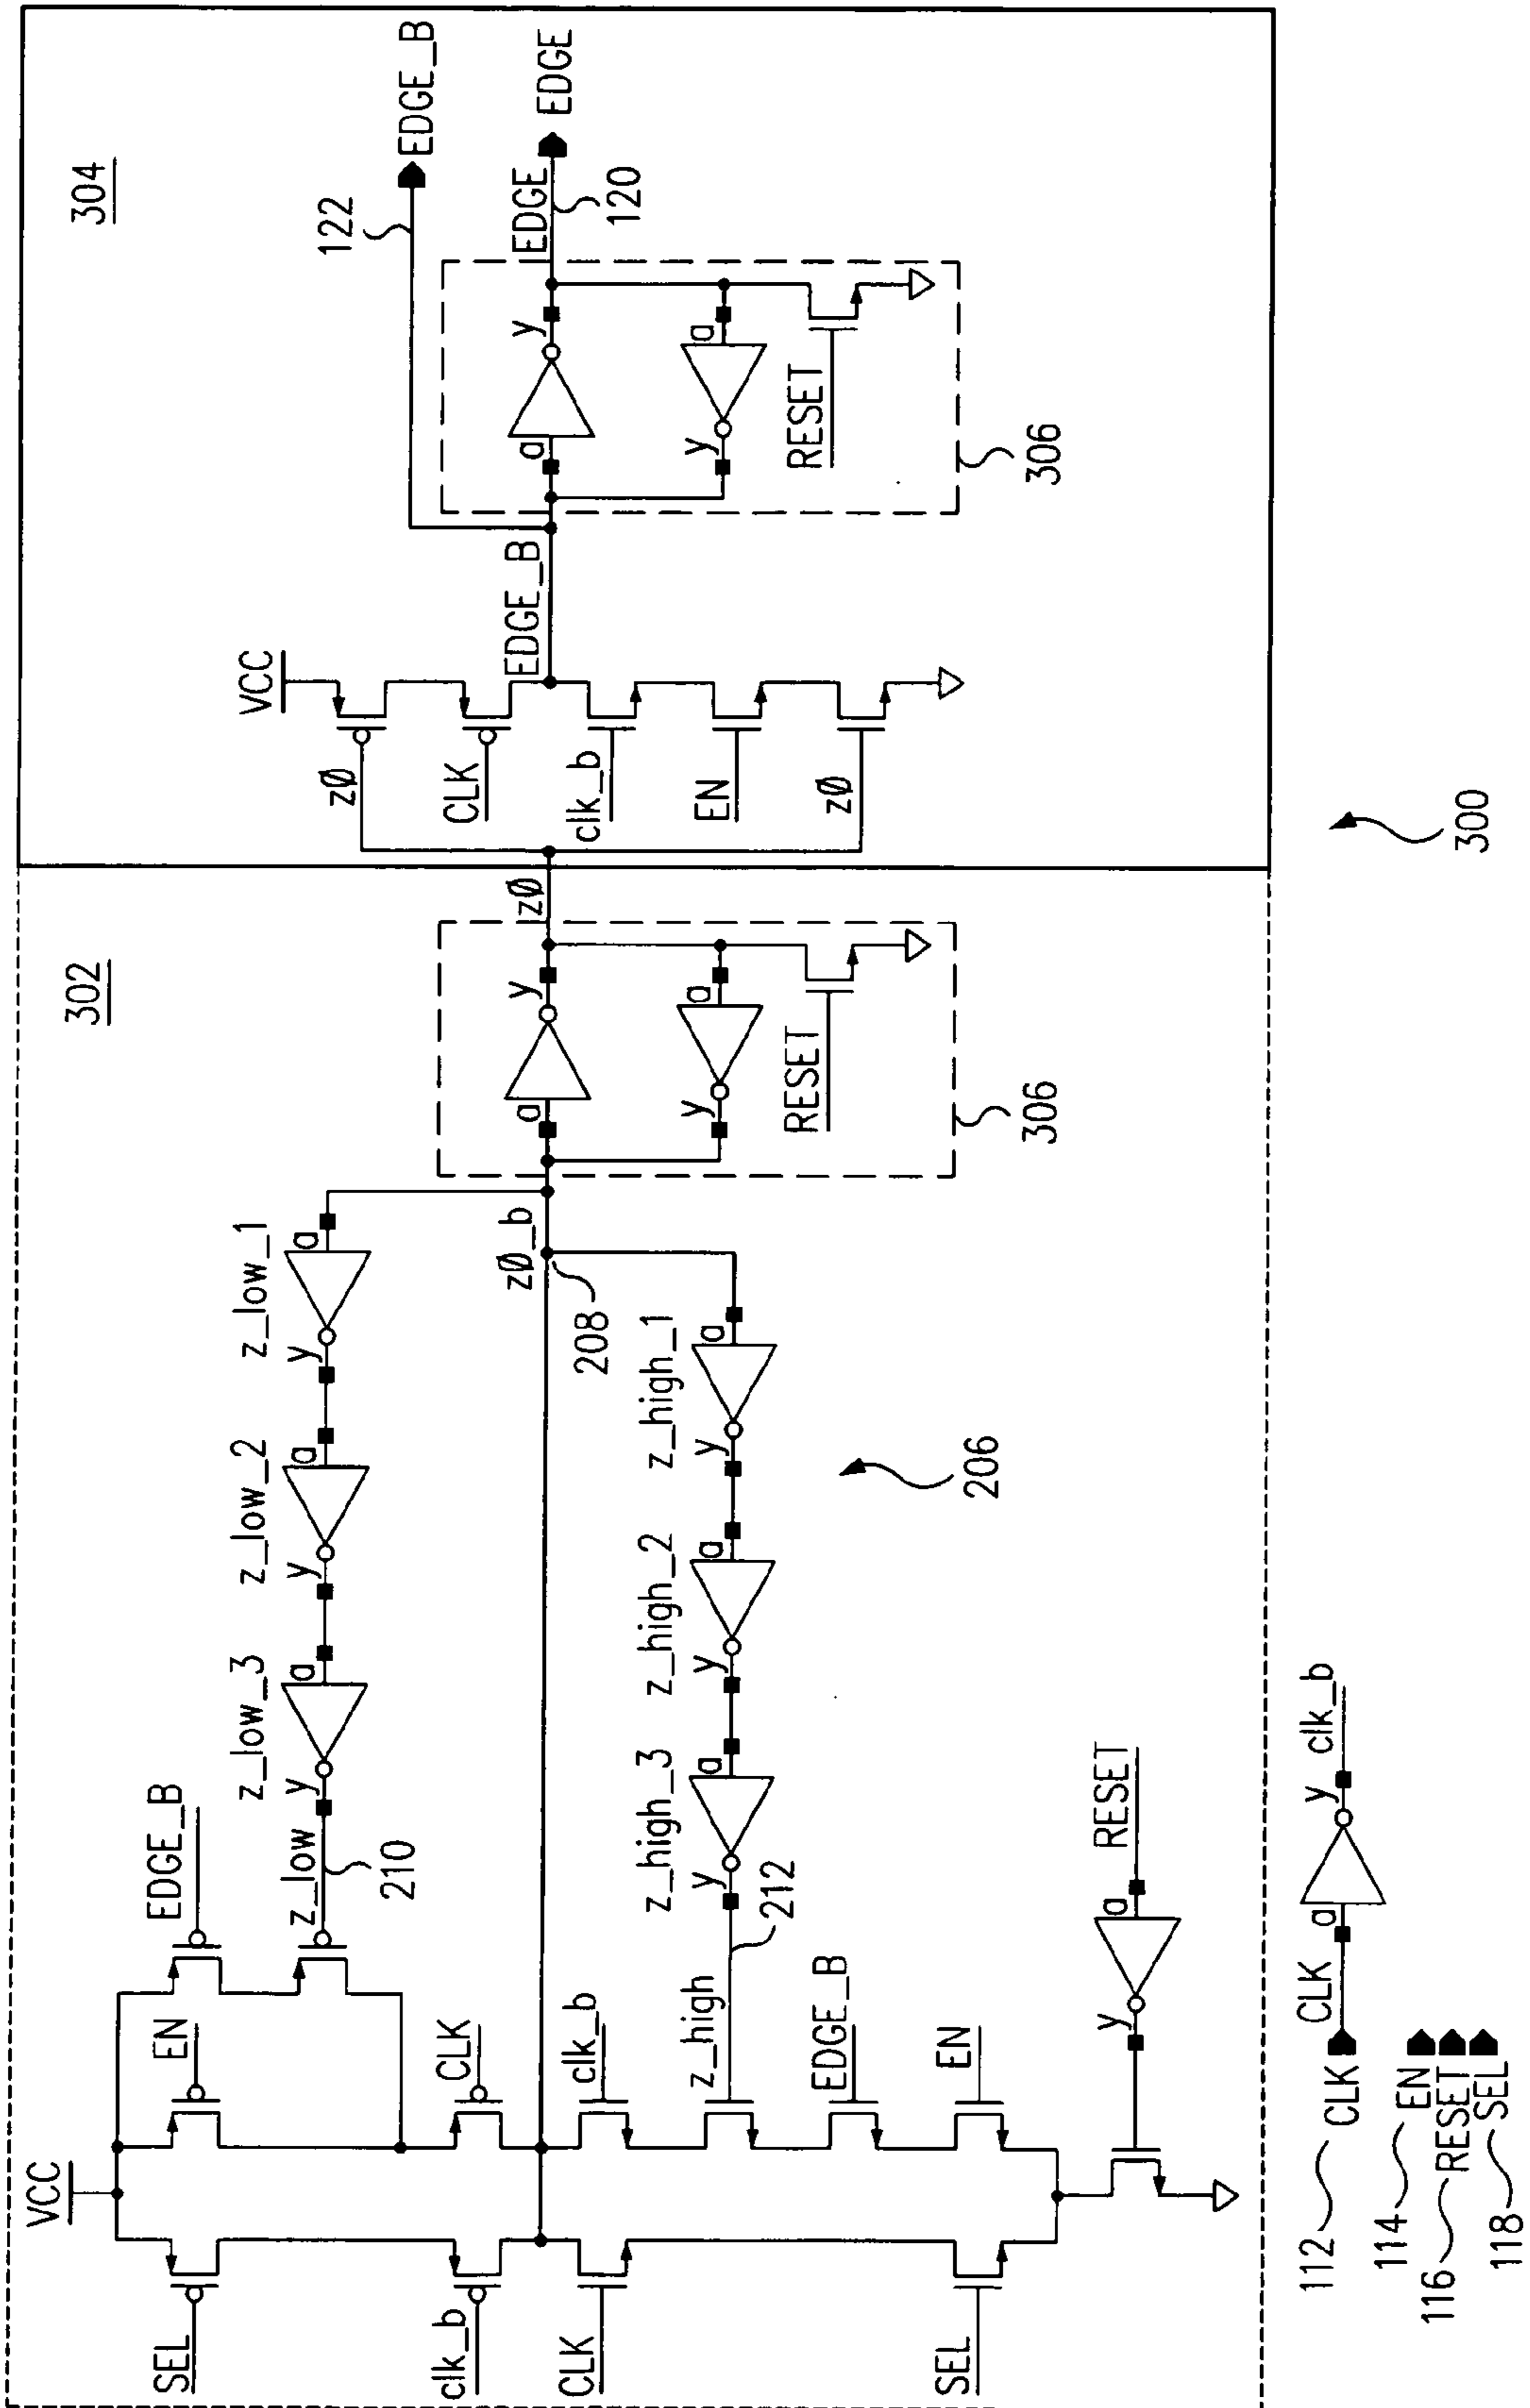 302
304
VCC
SEL
EN
EDGE_B
z_low
210
y
z_low_3
a
y
z_low_2
a
y
z_low_1
a
clk_b
CLK
CLK
clk_b
zØ_b
208
z_high
212
y
z_high_3
a
y
z_high_2
a
y
z_high_1
a
206
EDGE_B
SEL
EN
y
a
RESET
a
y
zØ
y
a
RESET
306
VCC
zØ
CLK
clk_b
EN
zØ
EDGE_B
122
EDGE_B
a
y
EDGE
120
EDGE
y
a
RESET
306
112
CLK
CLK
a
y
clk_b
114
EN
116
RESET
118
SEL
300